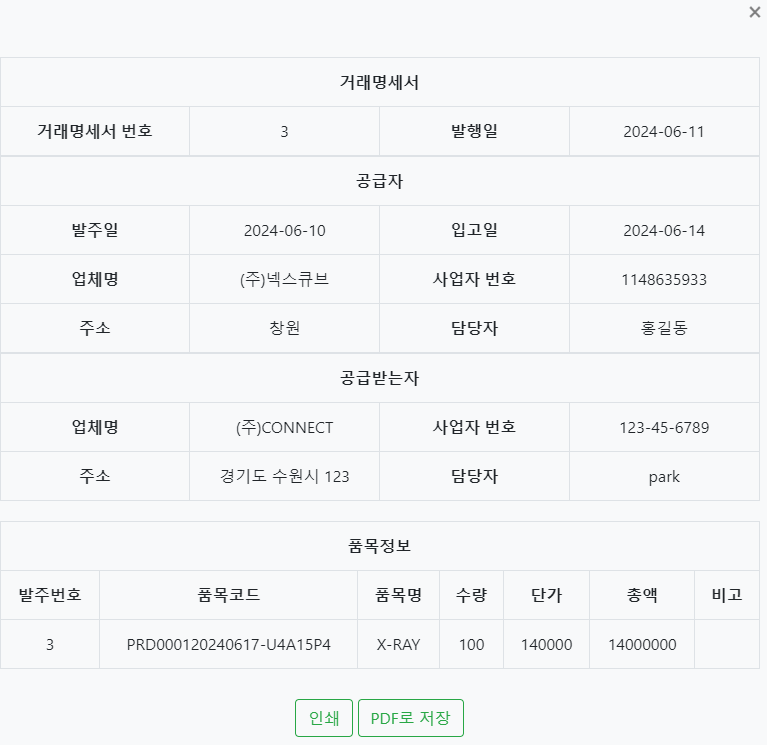 ×
거래명세서
거래명세서 번호 3 발행일 2024-06-11
공급자
발주일 2024-06-10 입고일 2024-06-14
업체명 (주)넥스큐브 사업자 번호 1148635933
주소 창원 담당자 홍길동
공급받는자
업체명 (주)CONNECT 사업자 번호 123-45-6789
주소 경기도 수원시 123 담당자 park
품목정보
발주번호 품목코드 품목명 수량 단가 총액 비고
3 PRD000120240617-U4A15P4 X-RAY 100 140000 14000000
인쇄 PDF로 저장